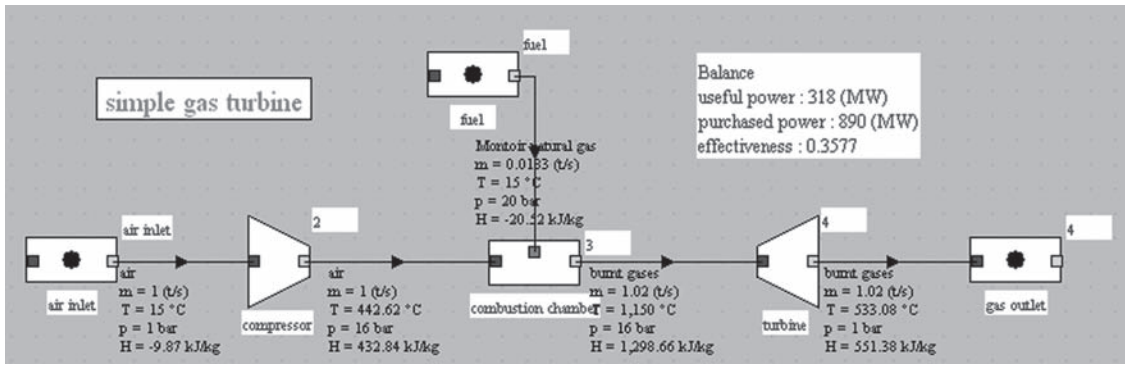 simple gas turbine
fuel
fuel
Balance
useful power : 318 (MW)
purchased power : 890 (MW)
effectiveness : 0.3577
Montoir natural gas
m = 0.0183 (t/s)
T = 15 °C
p = 20 bar
H = -20.52 kJ/kg
air inlet
air inlet
air
m = 1 (t/s)
T = 15 °C
p = 1 bar
H = -9.87 kJ/kg
2
compressor
air
m = 1 (t/s)
T = 442.62 °C
p = 16 bar
H = 432.84 kJ/kg
3
combustion chamber
burnt gases
m = 1.02 (t/s)
T = 1,150 °C
p = 16 bar
H = 1,298.66 kJ/kg
4
turbine
burnt gases
m = 1.02 (t/s)
T = 533.08 °C
p = 1 bar
H = 551.38 kJ/kg
4
gas outlet